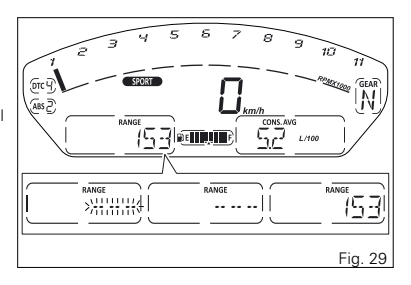 1 2 3 4 5 6 7 8 9 10 11
RPMX1000
DTC 4
SPORT
GEAR
N
ABS 2
0 km/h
RANGE
153
E F
CONS. AVG
5.2 L/100
RANGE RANGE RANGE
-- -- -- -- -- -- 153
Fig. 29